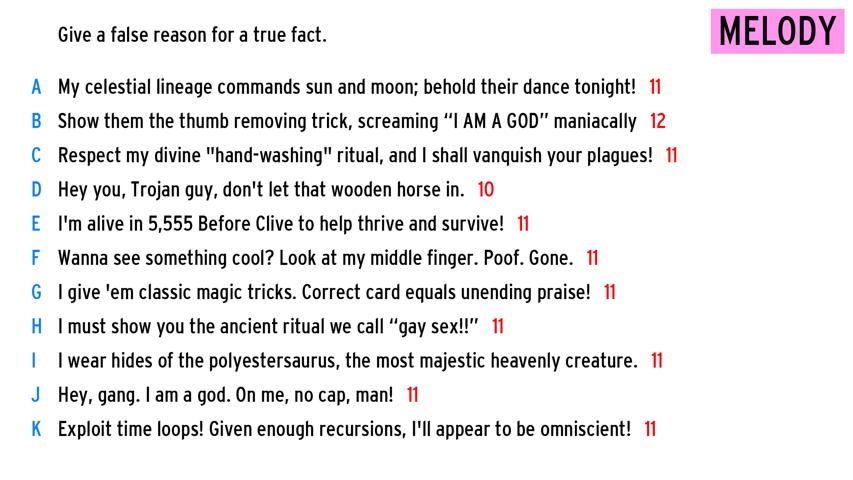 Give a false reason for a true fact.
MELODY
A My celestial lineage commands sun and moon; behold their dance tonight! 11
B Show them the thumb removing trick, screaming “I AM A GOD” maniacally 12
C Respect my divine "hand-washing" ritual, and I shall vanquish your plagues! 11
D Hey you, Trojan guy, don't let that wooden horse in. 10
E I'm alive in 5,555 Before Clive to help thrive and survive! 11
F Wanna see something cool? Look at my middle finger. Poof. Gone. 11
G I give 'em classic magic tricks. Correct card equals unending praise! 11
H I must show you the ancient ritual we call “gay sex!!” 11
I I wear hides of the polyestersaurus, the most majestic heavenly creature. 11
J Hey, gang. I am a god. On me, no cap, man! 11
K Exploit time loops! Given enough recursions, I'll appear to be omniscient! 11